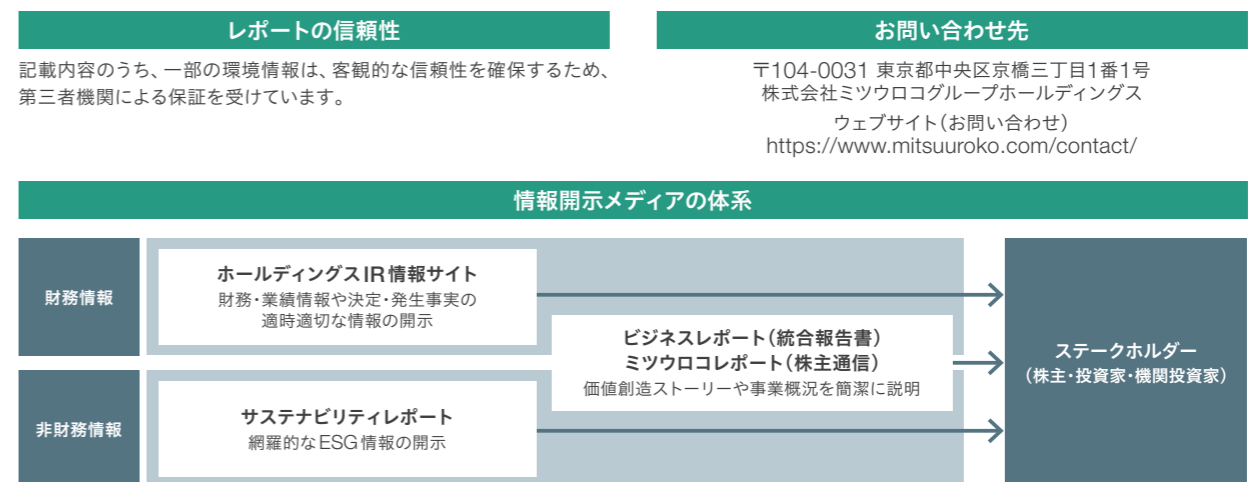 レポートの信頼性
記載内容のうち、一部の環境情報は、客観的な信頼性を確保するため、
第三者機関による保証を受けています。
お問い合わせ先
〒104-0031 東京都中央区京橋三丁目1番1号
株式会社ミツウロコグループホールディングス
ウェブサイト(お問い合わせ)
https://www.mitsuuroko.com/contact/
情報開示メディアの体系
財務情報
ホールディングスIR情報サイト
財務・業績情報や決定・発生事実の
適時適切な情報の開示
ビジネスレポート(統合報告書)
ミツウロコレポート(株主通信)
価値創造ストーリーや事業概況を簡潔に説明
ステークホルダー
(株主・投資家・機関投資家)
非財務情報
サステナビリティレポート
網羅的なESG情報の開示